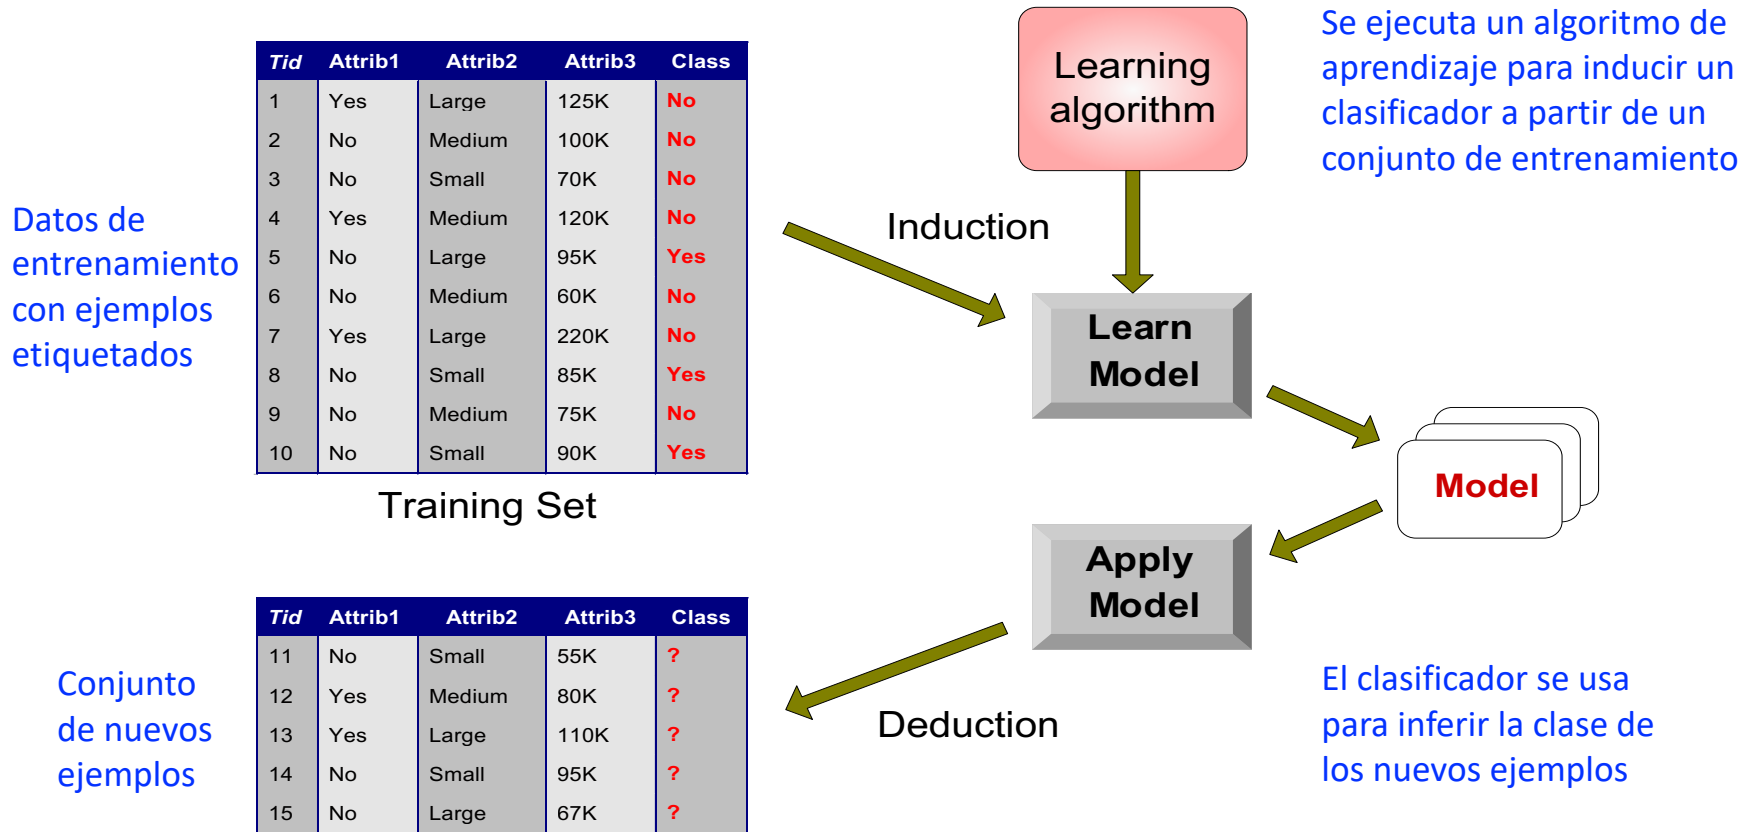 Tid Attrib1 Attrib2 Attrib3 Class
1 Yes Large 125K No
2 No Medium 100K No
3 No Small 70K No
4 Yes Medium 120K No
5 No Large 95K Yes
6 No Medium 60K No
7 Yes Large 220K No
8 No Small 85K Yes
9 No Medium 75K No
10 No Small 90K Yes
Training Set
Datos de
entrenamiento
con ejemplos
etiquetados
Learning
algorithm
Se ejecuta un algoritmo de
aprendizaje para inducir un
clasificador a partir de un
conjunto de entrenamiento
Induction
Learn
Model
Model
Apply
Model
Deduction
Tid Attrib1 Attrib2 Attrib3 Class
11 No Small 55K ?
12 Yes Medium 80K ?
13 Yes Large 110K ?
14 No Small 95K ?
15 No Large 67K ?
Conjunto
de nuevos
ejemplos
El clasificador se usa
para inferir la clase de
los nuevos ejemplos